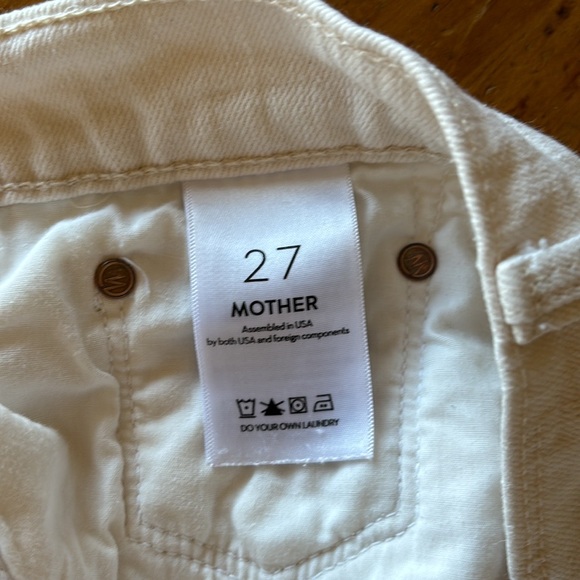 27
MOTHER
Assembled in USA
by both USA and foreign components
DO YOUR OWN LAUNDRY
M
M